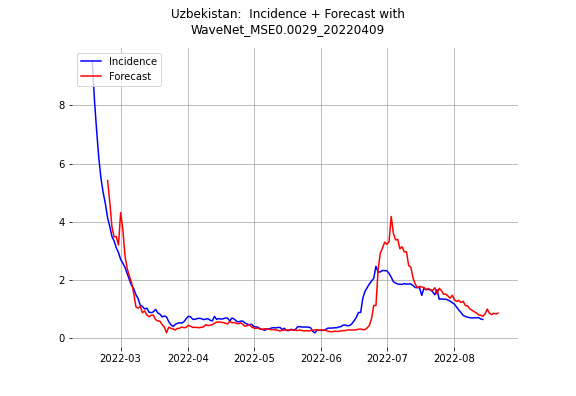 Uzbekistan:  Incidence + Forecast with
WaveNet_MSE0.0029_20220409
Incidence
Forecast
8
6
4
2
0
2022-03
2022-04
2022-05
2022-06
2022-07
2022-08